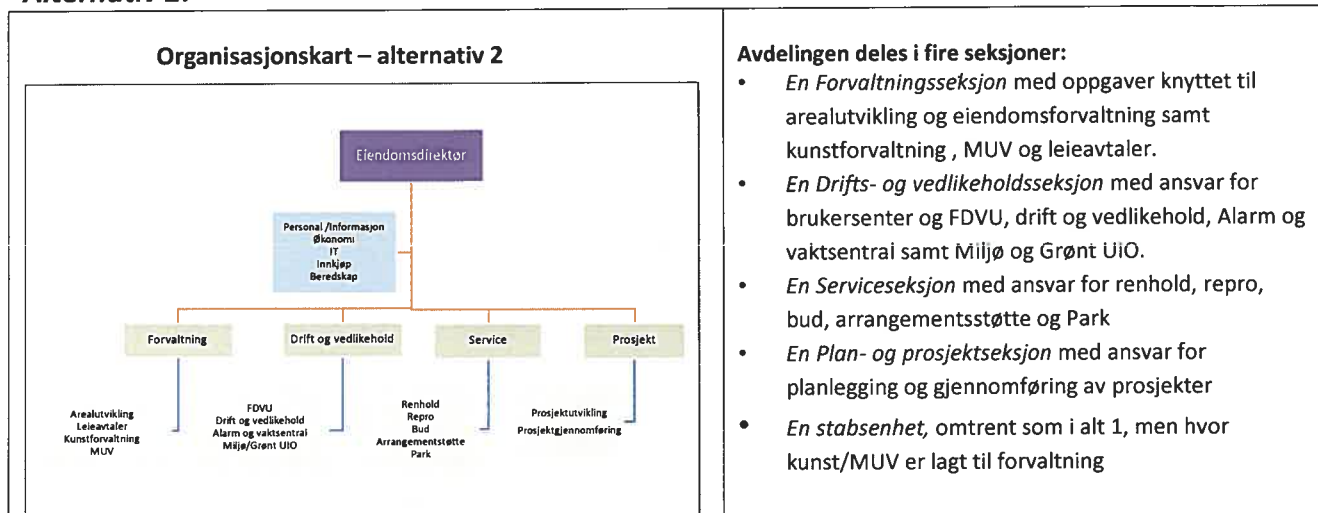 Organisasjonskart – alternativ 2
Eiendomsdirektør
Personal /Informasjon
Økonomi
IT
Innkjøp
Beredskap
Forvaltning
Drift og vedlikehold
Service
Prosjekt
Arealutvikling
Leieavtaler
Kunstforvaltning
MUV
FDVU
Drift og vedlikehold
Alarm og vaktsentral
Miljø/Grønt UIO
Renhold
Repro
Bud
Arrangementstøtte
Park
Prosjektutvikling
Prosjektgjennomføring
Avdelingen deles i fire seksjoner:
• En Forvaltningsseksjon med oppgaver knyttet til
arealutvikling og eiendomsforvaltning samt
kunstforvaltning , MUV og leieavtaler.
• En Drifts- og vedlikeholdsseksjon med ansvar for
brukersenter og FDVU, drift og vedlikehold, Alarm og
vaktsentral samt Miljø og Grønt UiO.
• En Serviceseksjon med ansvar for renhold, repro,
bud, arrangementsstøtte og Park
• En Plan- og prosjektseksjon med ansvar for
planlegging og gjennomføring av prosjekter
• En stabsenhet, omtrent som i alt 1, men hvor
kunst/MUV er lagt til forvaltning